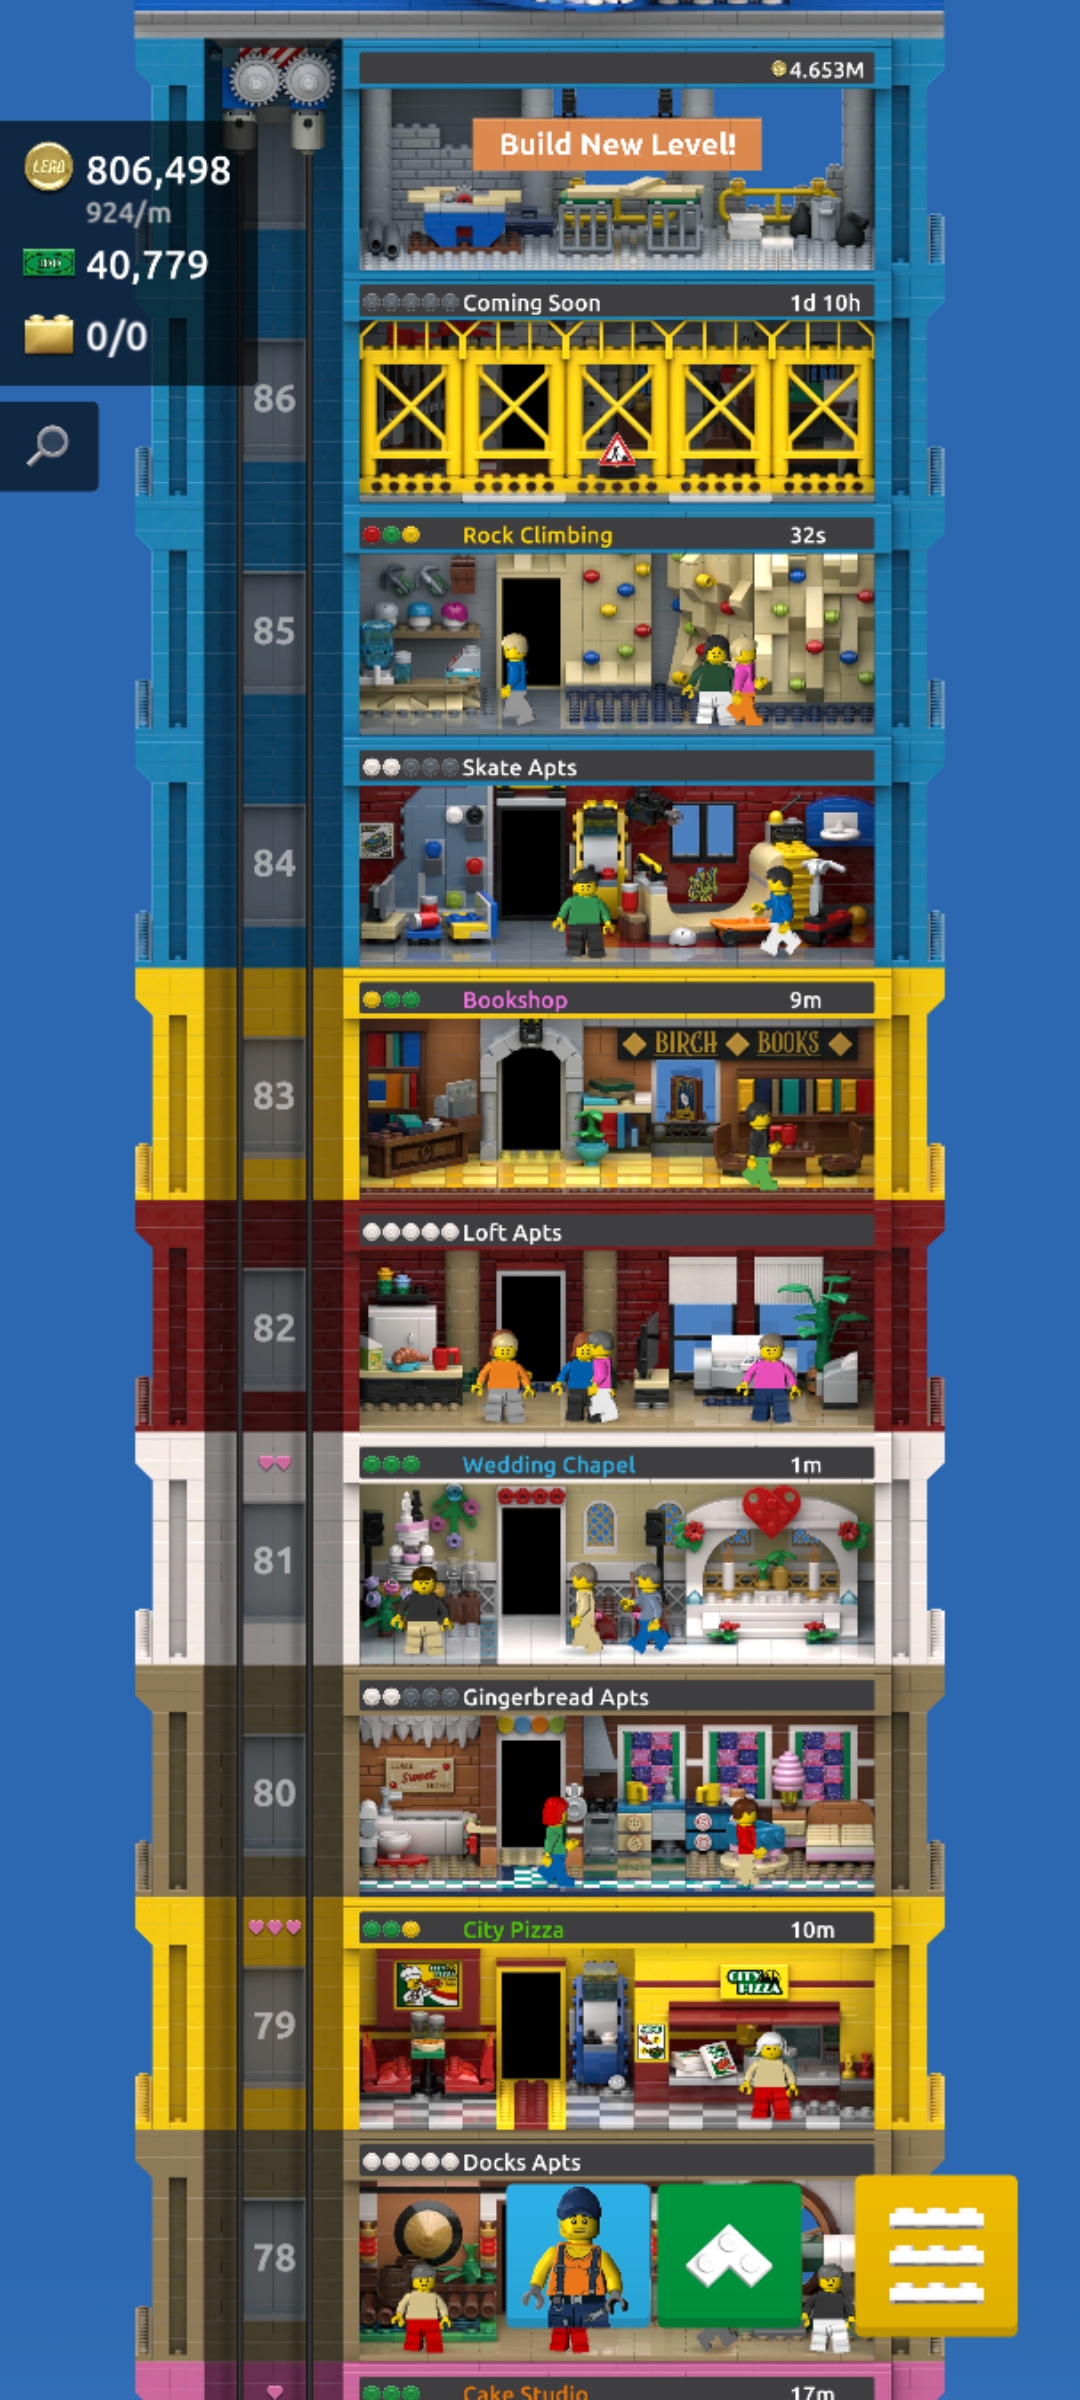 4.653M
Build New Level!
LEGO
806,498
924/m
40,779
0/0
Coming Soon 1d 10h
86
Rock Climbing 32s
85
Skate Apts
84
Bookshop 9m
BIRCH BOOKS
83
Loft Apts
82
Wedding Chapel 1m
81
Gingerbread Apts
Sweet
80
City Pizza 10m
CITY PIZZA
79
Docks Apts
78
Cake Studio 17m